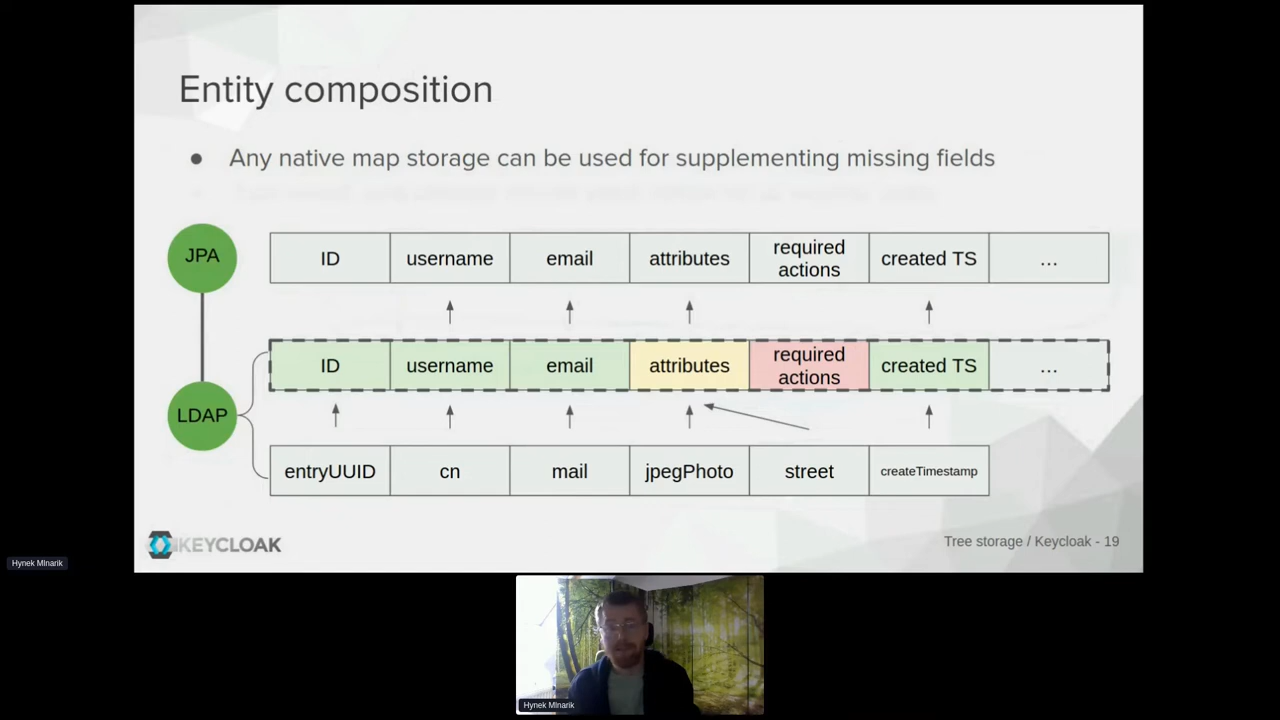 Entity composition
● Any native map storage can be used for supplementing missing fields
JPA
ID username email attributes required actions created TS ...
LDAP
ID username email attributes required actions created TS ...
entryUUID cn mail jpegPhoto street createTimestamp
KEYCLOAK
Tree storage / Keycloak - 19
Hynek Mlnarik
Hynek Mlnarik